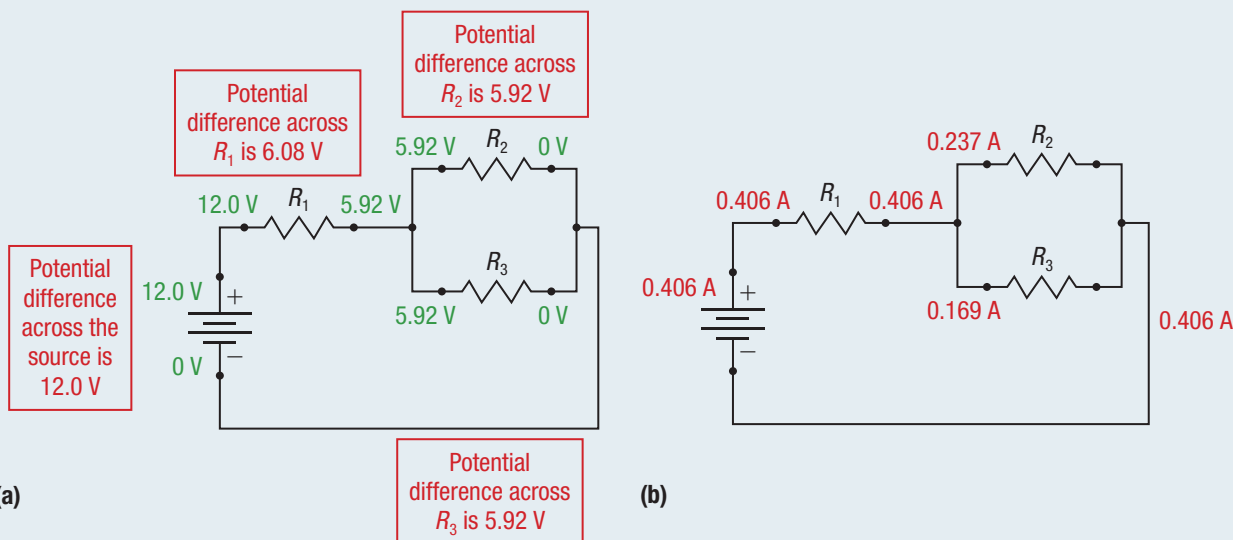 Potential
difference across
R2 is 5.92 V
Potential
difference across
R1 is 6.08 V
5.92 V
R2
0 V
12.0 V
R1
5.92 V
R3
5.92 V
0 V
Potential
difference
across the
source is
12.0 V
12.0 V
+
−
0 V
Potential
difference across
R3 is 5.92 V
(a)
0.237 A
R2
0.406 A
R1
0.406 A
R3
0.169 A
0.406 A
+
−
0.406 A
(b)